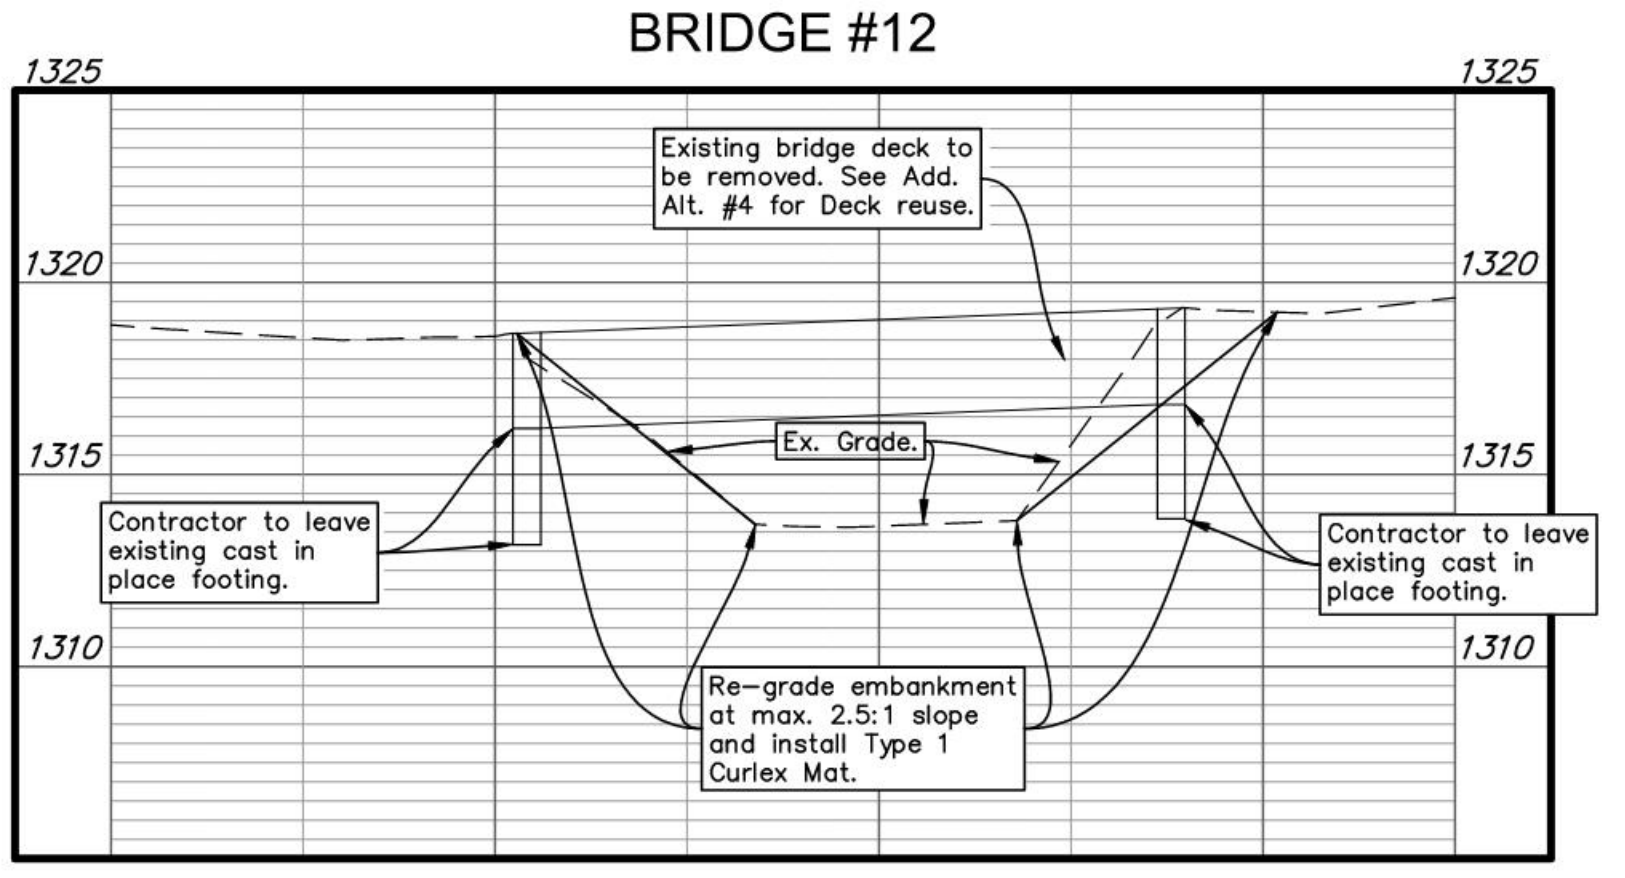 BRIDGE #12
1325
1325
Existing bridge deck to
be removed. See Add.
Alt. #4 for Deck reuse.
1320
1320
Ex. Grade.
1315
1315
Contractor to leave
existing cast in
place footing.
Contractor to leave
existing cast in
place footing.
1310
1310
Re-grade embankment
at max. 2.5:1 slope
and install Type 1
Curlex Mat.